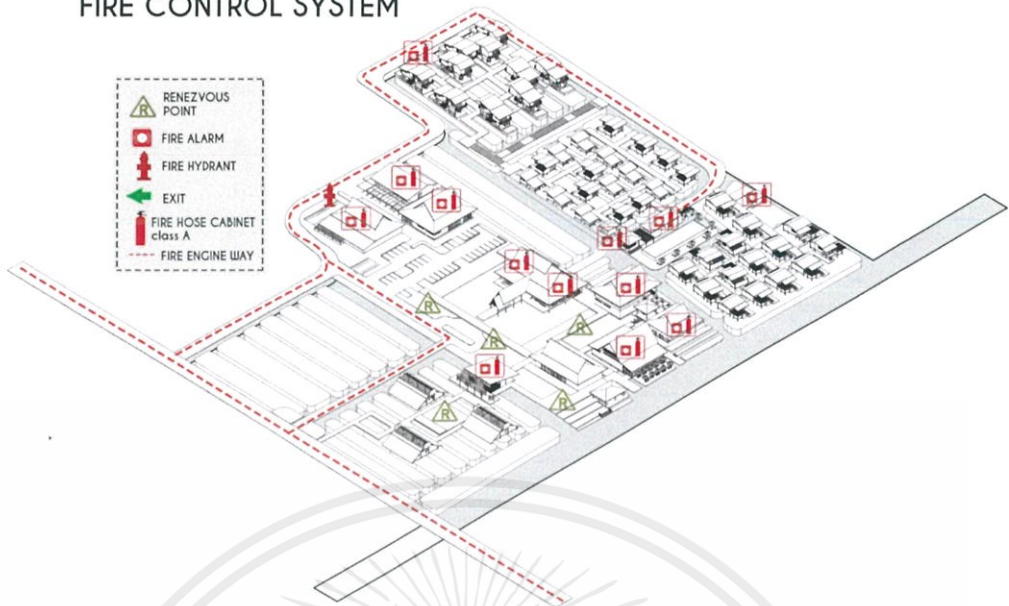 FIRE CONTROL SYSTEM
R
RENEZVOUS
POINT
FIRE ALARM
FIRE HYDRANT
EXIT
FIRE HOSE CABINET
class A
FIRE ENGINE WAY
R
R
R
R
R